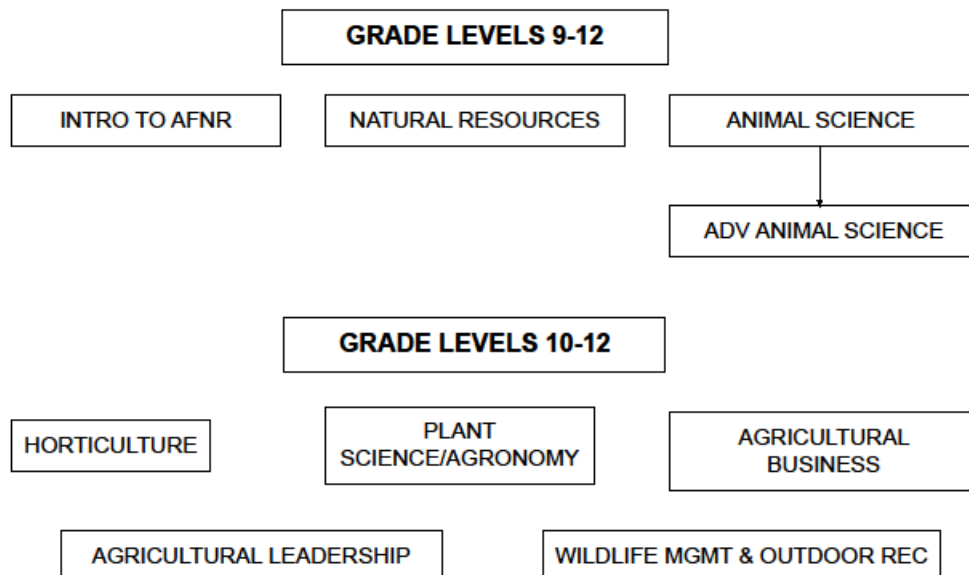 GRADE LEVELS 9-12
INTRO TO AFNR
NATURAL RESOURCES
ANIMAL SCIENCE
ADV ANIMAL SCIENCE
GRADE LEVELS 10-12
HORTICULTURE
PLANT
SCIENCE/AGRONOMY
AGRICULTURAL
BUSINESS
AGRICULTURAL LEADERSHIP
WILDLIFE MGMT & OUTDOOR REC